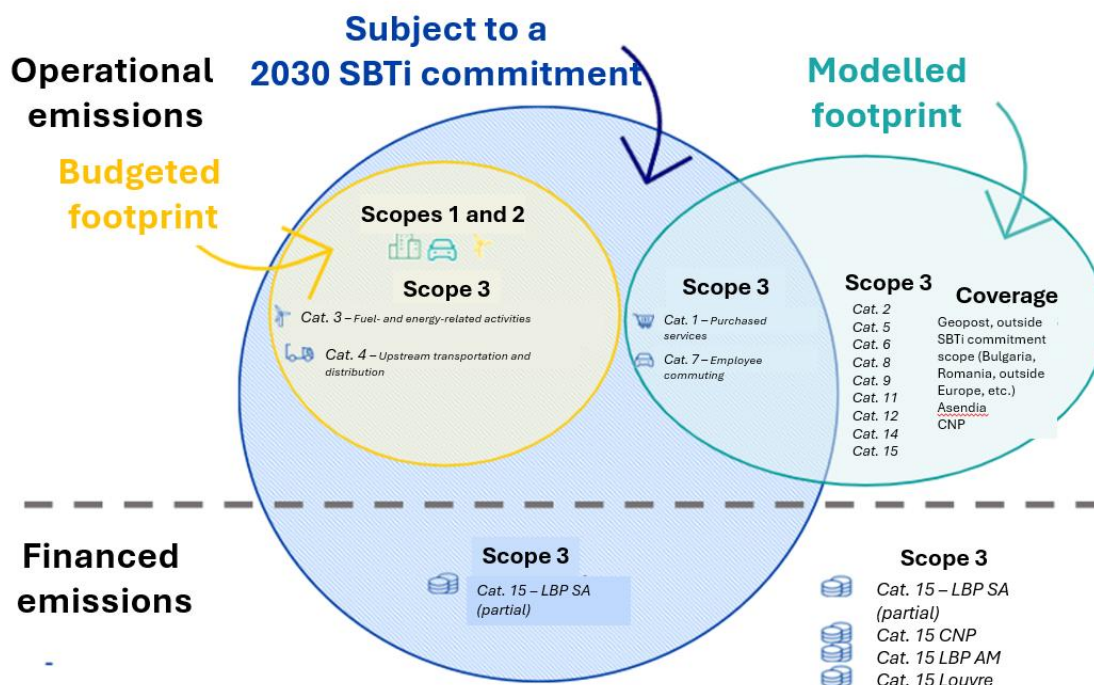 Subject to a
2030 SBTi commitment
Operational
emissions
Modelled
footprint
Budgeted
footprint
Scopes 1 and 2
Scope 3
Cat. 3 – Fuel- and energy-related activities
Cat. 4 – Upstream transportation and
distribution
Scope 3
Cat. 1 – Purchased
services
Cat. 7 – Employee
commuting
Scope 3
Cat. 2
Cat. 5
Cat. 6
Cat. 8
Cat. 9
Cat. 11
Cat. 12
Cat. 14
Cat. 15
Coverage
Geopost, outside
SBTi commitment
scope (Bulgaria,
Romania, outside
Europe, etc.)
Asendia
CNP
Financed
emissions
Scope 3
Cat. 15 – LBP SA
(partial)
Scope 3
Cat. 15 – LBP SA
(partial)
Cat. 15 CNP
Cat. 15 LBP AM
Cat. 15 Louvre